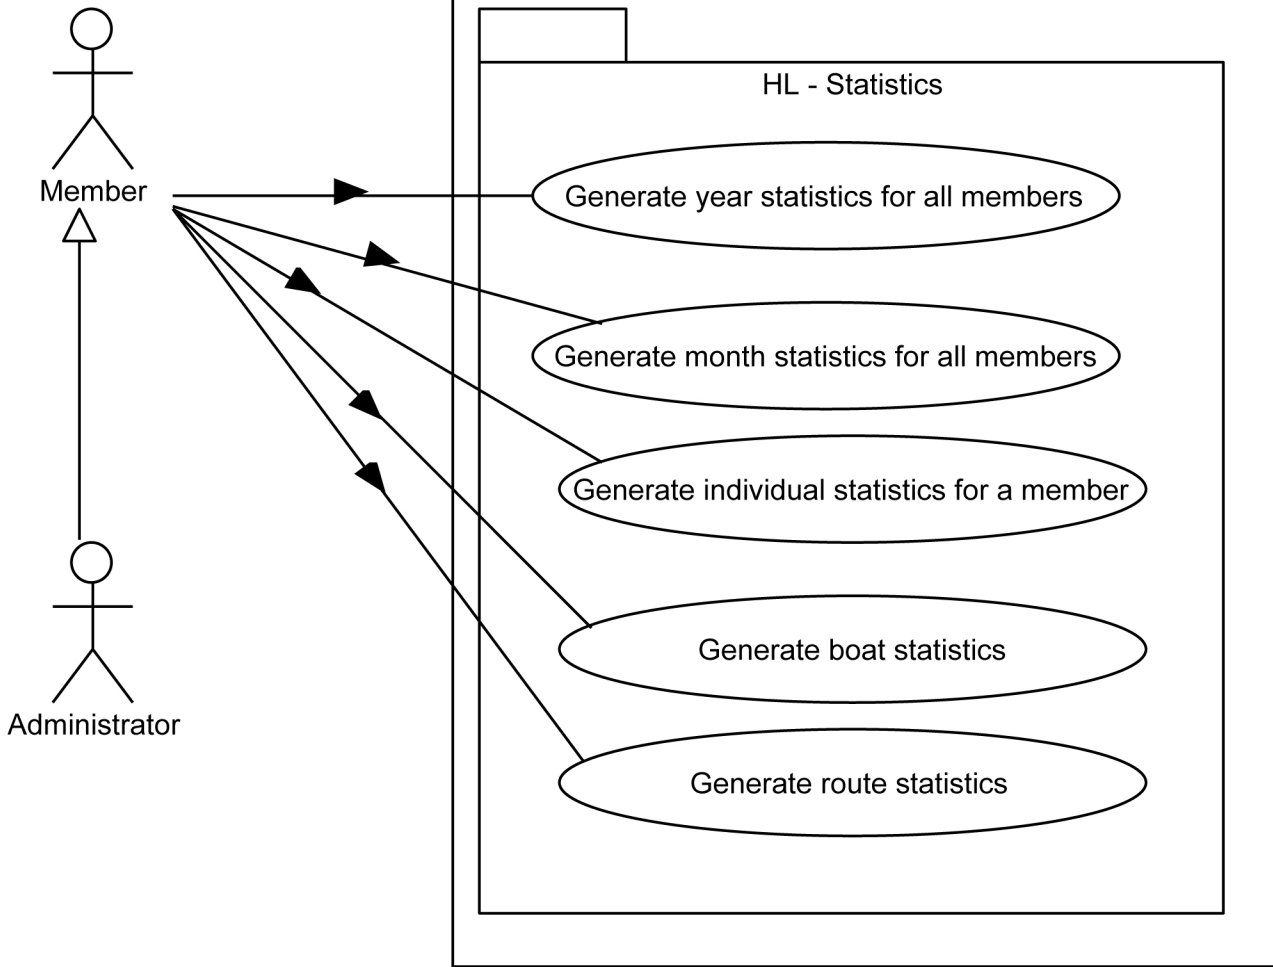 HL - Statistics
Member
Generate year statistics for all members
Generate month statistics for all members
Generate individual statistics for a member
Generate boat statistics
Administrator
Generate route statistics